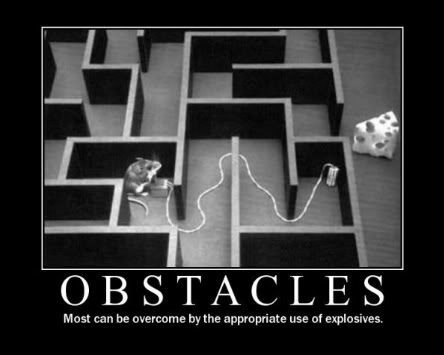 OBSTACLES
Most can be overcome by the appropriate use of explosives.